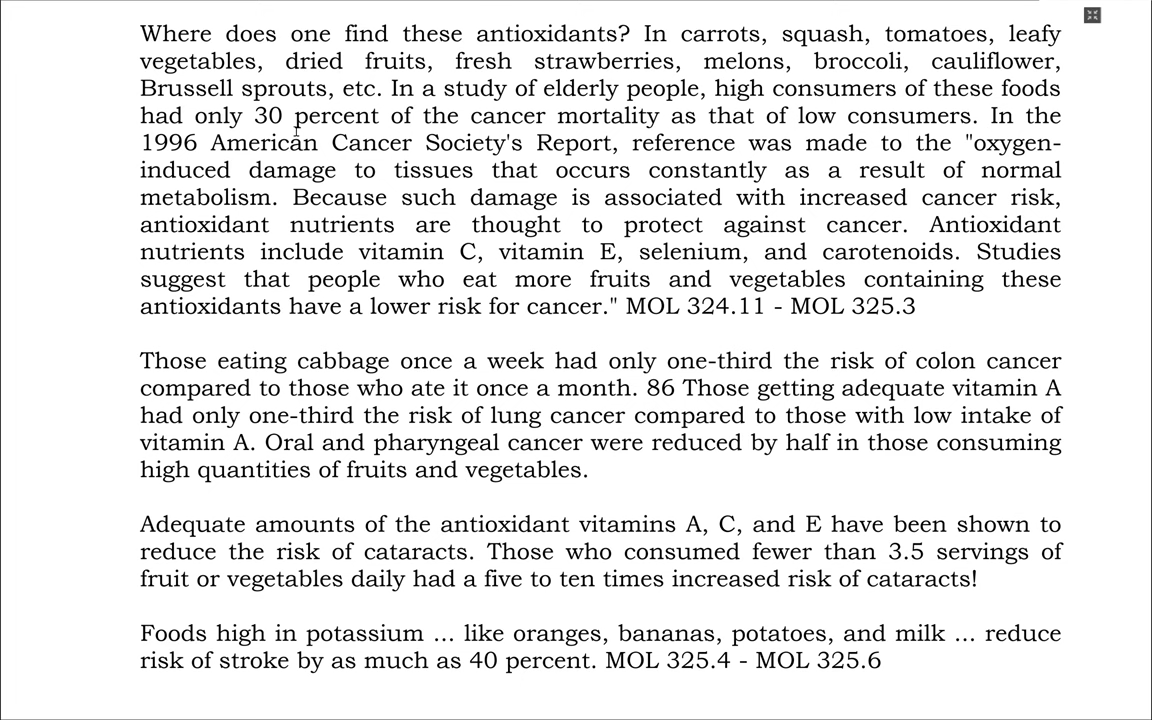 Where does one find these antioxidants? In carrots, squash, tomatoes, leafy
vegetables, dried fruits, fresh strawberries, melons, broccoli, cauliflower,
Brussell sprouts, etc. In a study of elderly people, high consumers of these foods
had only 30 percent of the cancer mortality as that of low consumers. In the
1996 American Cancer Society's Report, reference was made to the "oxygen-
induced damage to tissues that occurs constantly as a result of normal
metabolism. Because such damage is associated with increased cancer risk,
antioxidant nutrients are thought to protect against cancer. Antioxidant
nutrients include vitamin C, vitamin E, selenium, and carotenoids. Studies
suggest that people who eat more fruits and vegetables containing these
antioxidants have a lower risk for cancer." MOL 324.11 - MOL 325.3
Those eating cabbage once a week had only one-third the risk of colon cancer
compared to those who ate it once a month. 86 Those getting adequate vitamin A
had only one-third the risk of lung cancer compared to those with low intake of
vitamin A. Oral and pharyngeal cancer were reduced by half in those consuming
high quantities of fruits and vegetables.
Adequate amounts of the antioxidant vitamins A, C, and E have been shown to
reduce the risk of cataracts. Those who consumed fewer than 3.5 servings of
fruit or vegetables daily had a five to ten times increased risk of cataracts!
Foods high in potassium ... like oranges, bananas, potatoes, and milk ... reduce
risk of stroke by as much as 40 percent. MOL 325.4 - MOL 325.6